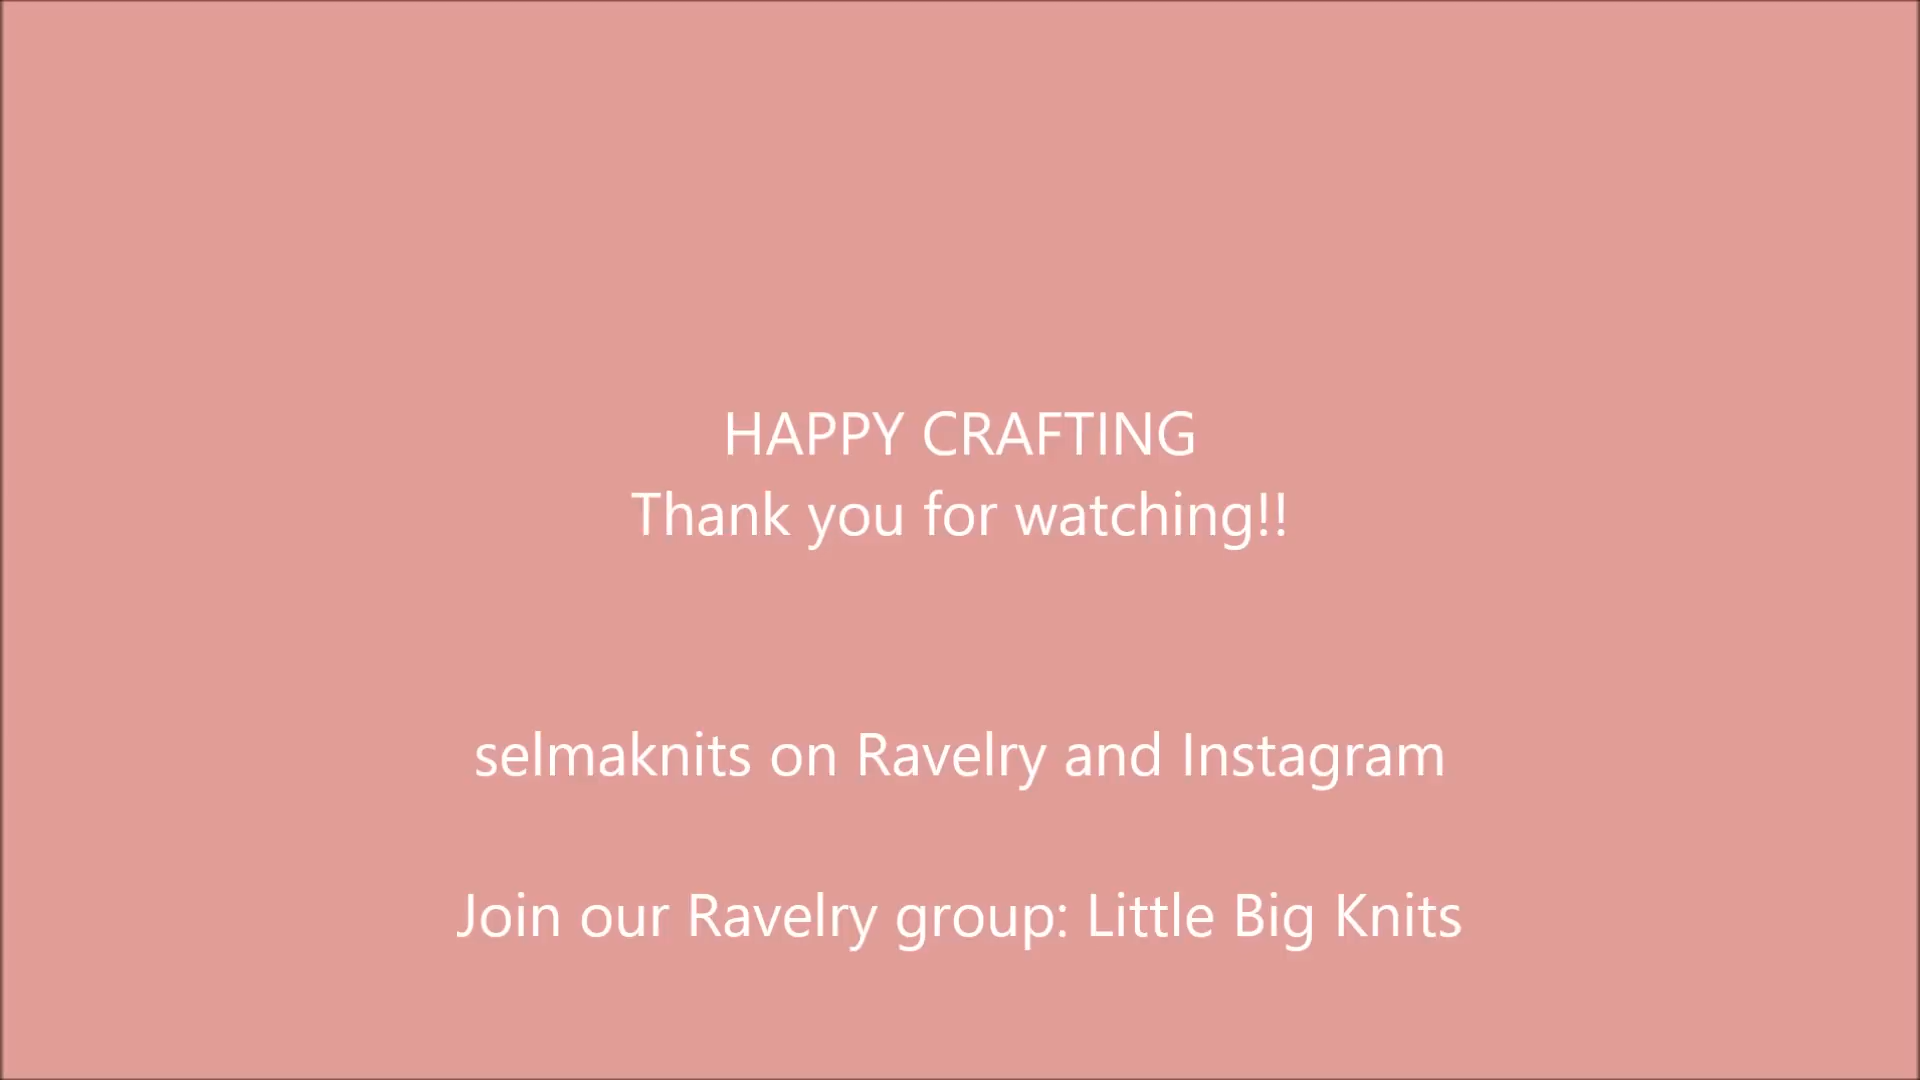 HAPPY CRAFTING
Thank you for watching!!
selmaknits on Ravelry and Instagram
Join our Ravelry group: Little Big Knits